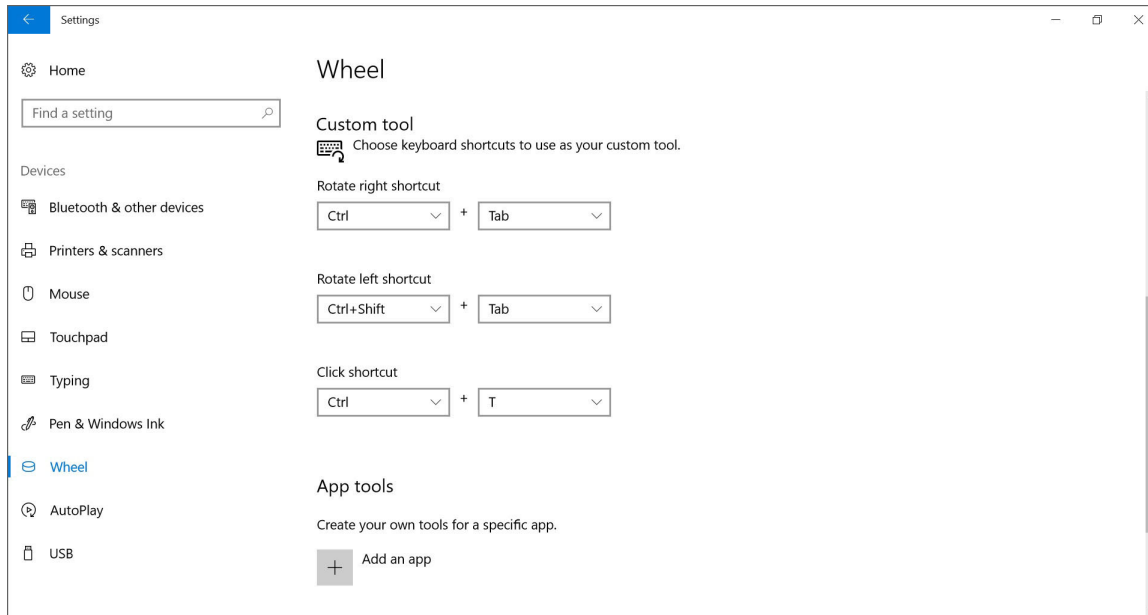 Settings
Home
Find a setting
Devices
Bluetooth & other devices
Printers & scanners
Mouse
Touchpad
Typing
Pen & Windows Ink
Wheel
AutoPlay
USB
Wheel
Custom tool
Choose keyboard shortcuts to use as your custom tool.
Rotate right shortcut
Ctrl + Tab
Rotate left shortcut
Ctrl+Shift + Tab
Click shortcut
Ctrl + T
App tools
Create your own tools for a specific app.
+ Add an app